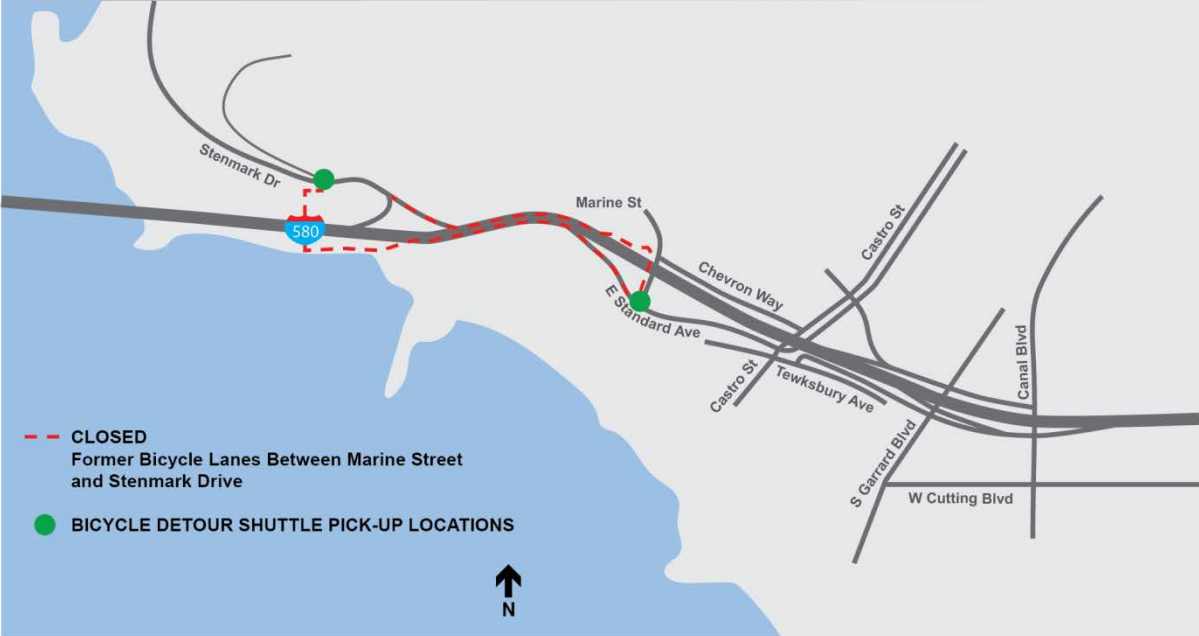 Stenmark Dr
580
Marine St
Castro St
Chevron Way
E Standard Ave
Castro St
Tewksbury Ave
Canal Blvd
S Garrard Blvd
W Cutting Blvd
CLOSED
Former Bicycle Lanes Between Marine Street
and Stenmark Drive
BICYCLE DETOUR SHUTTLE PICK-UP LOCATIONS
N